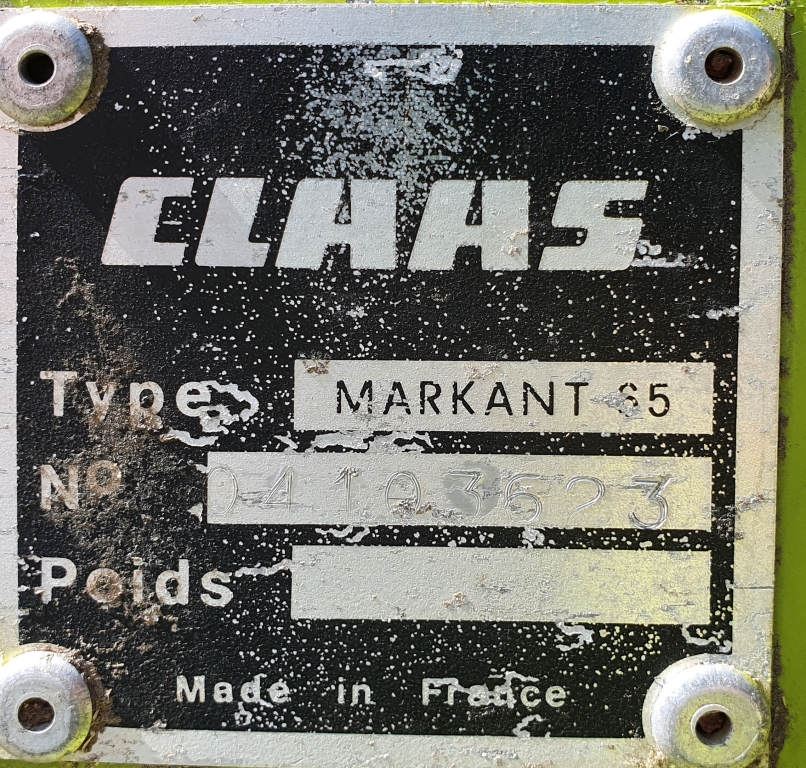 CLAAS
Type MARKANT 65
No 04103623
Poids
Made in France